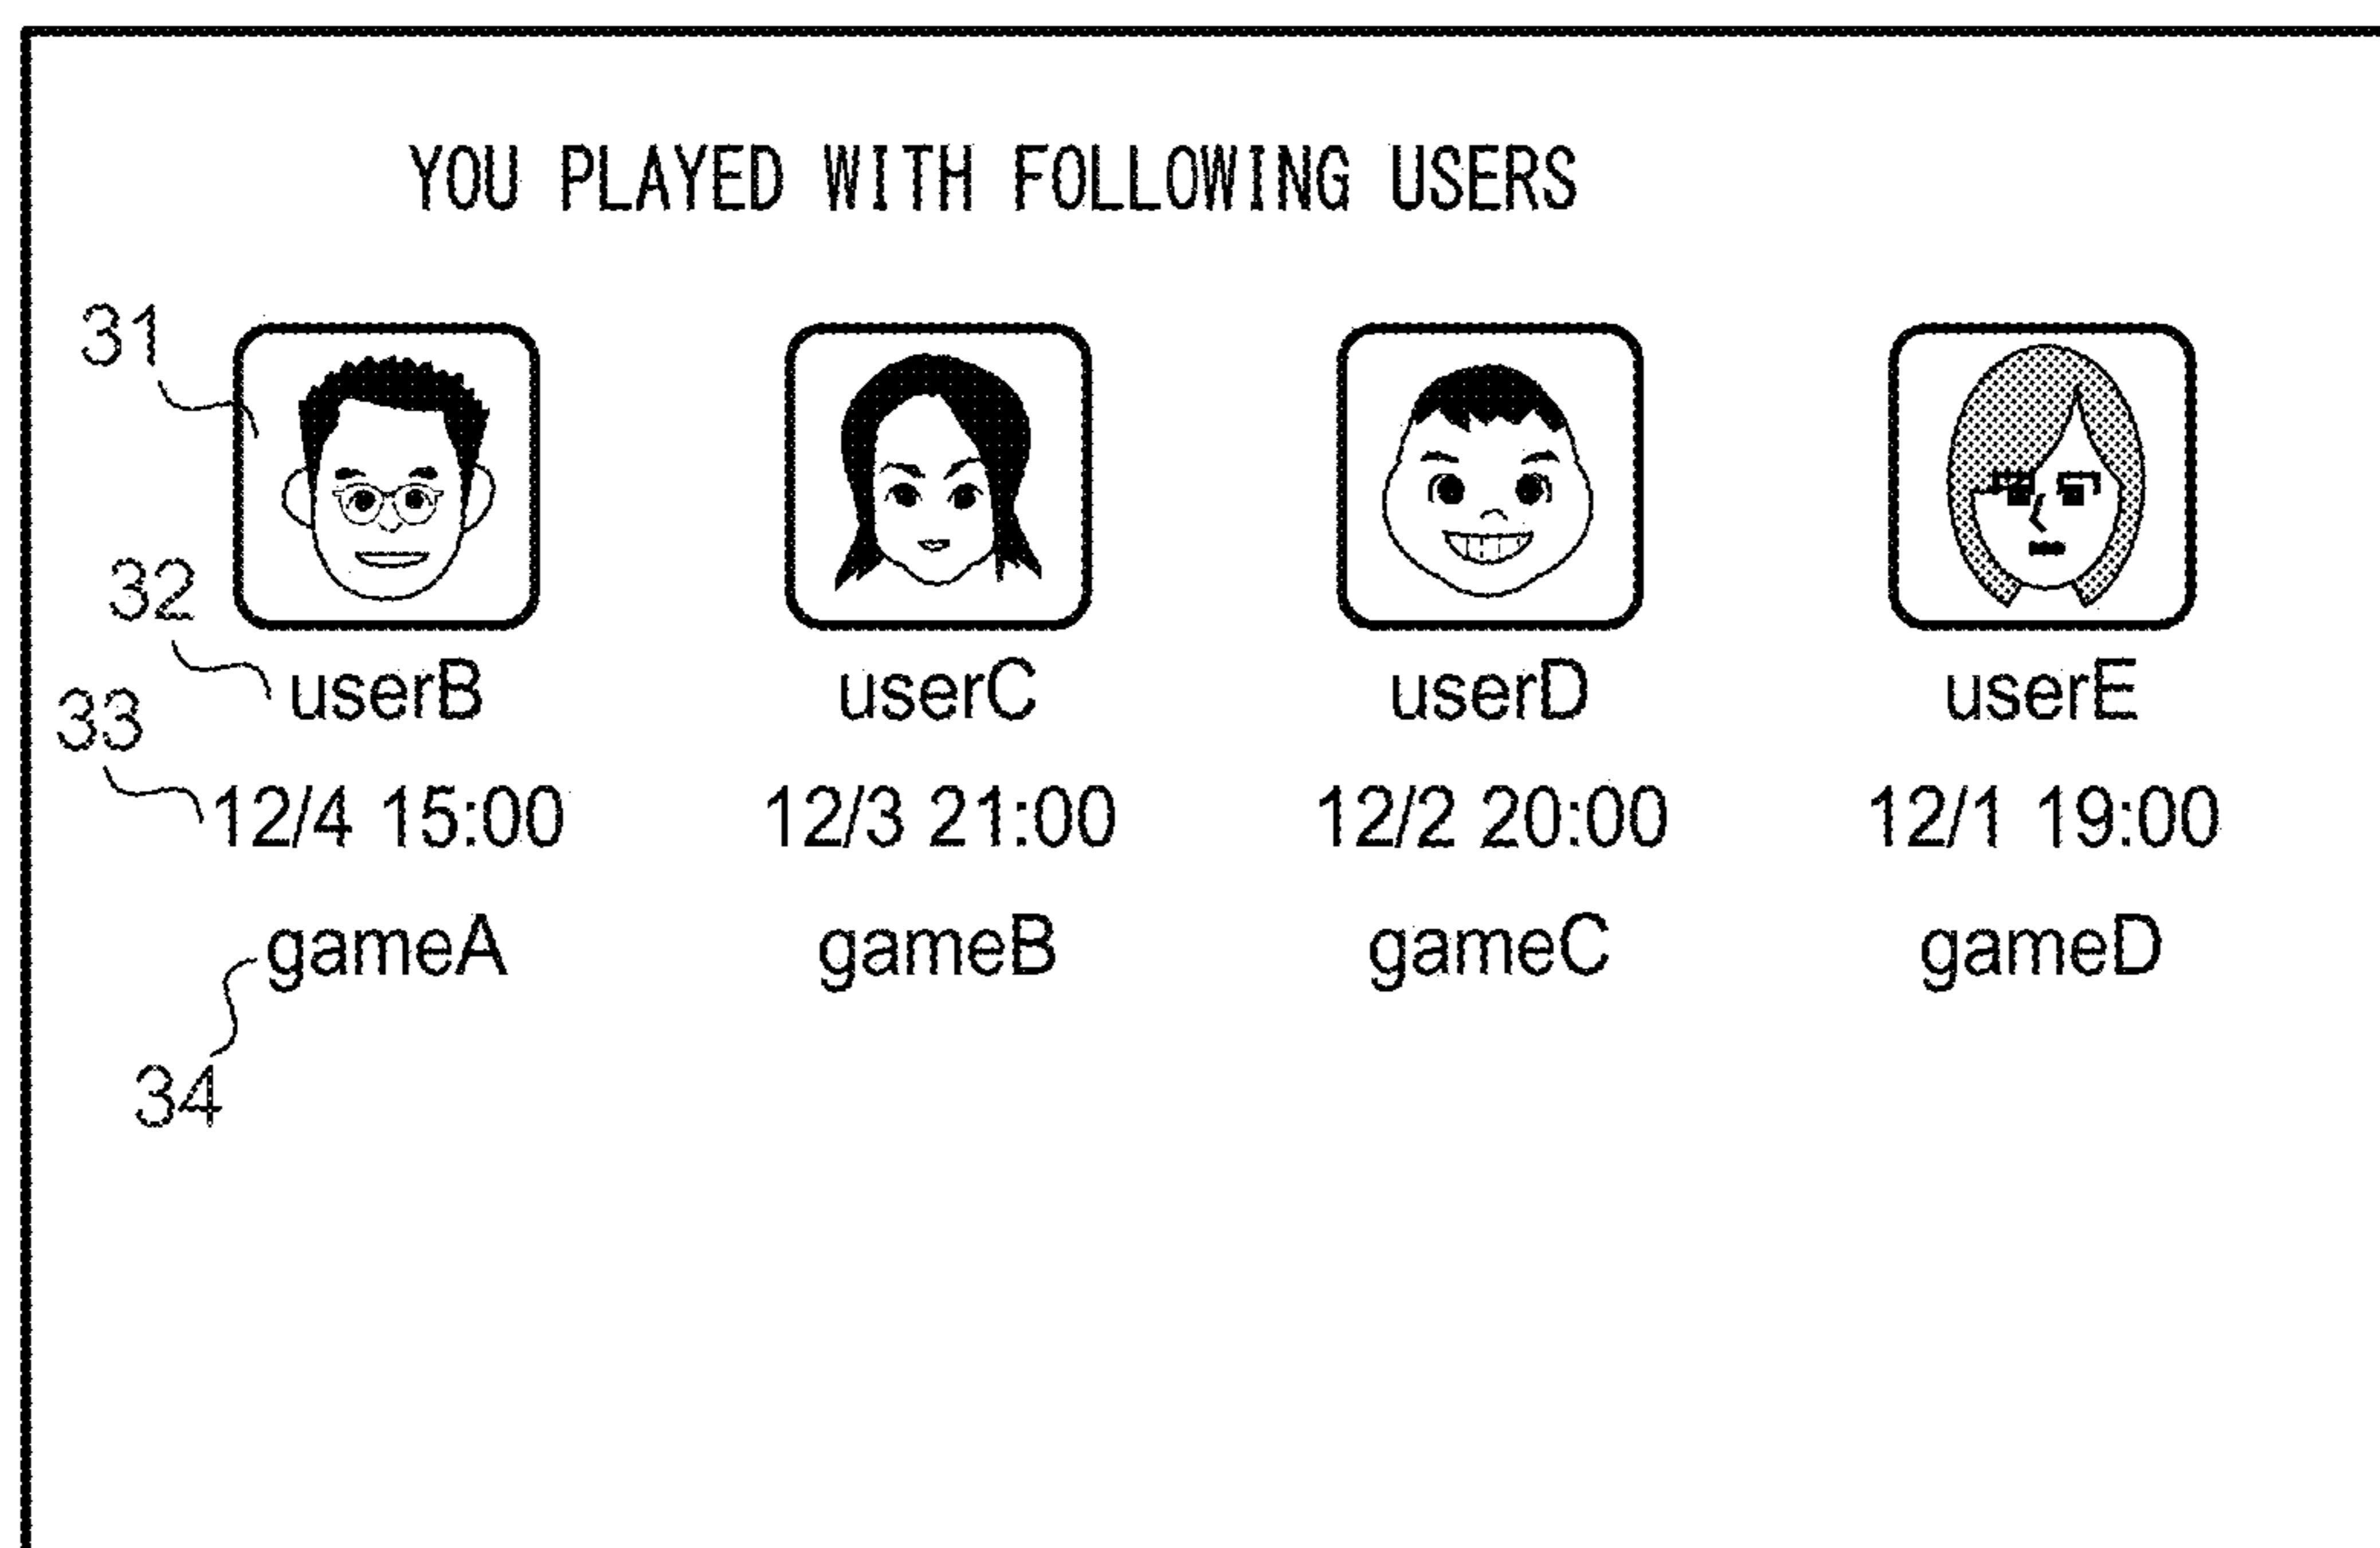 YOU PLAYED WITH FOLLOWING USERS
31
32
userB userC userD userE
33
12/4 15:00 12/3 21:00 12/2 20:00 12/1 19:00
gameA gameB gameC gameD
34